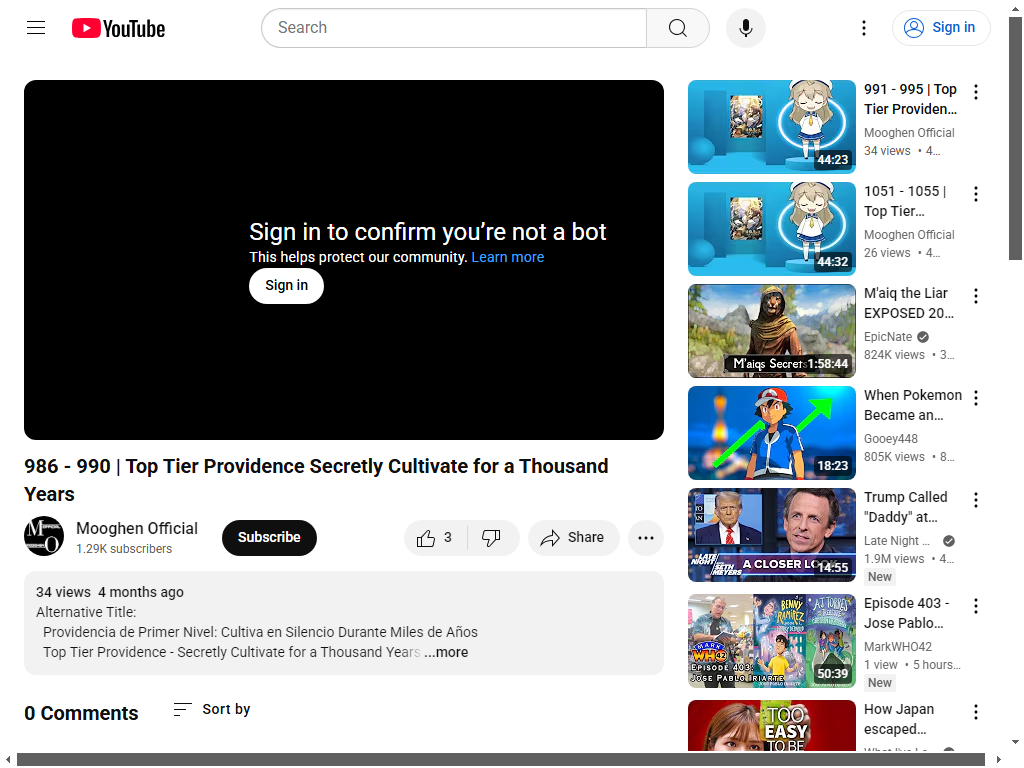 YouTube
Search
Sign in
Sign in to confirm you’re not a bot
This helps protect our community. Learn more
Sign in
986 - 990 | Top Tier Providence Secretly Cultivate for a Thousand
Years
Mooghen Official
1.29K subscribers
Subscribe
3
Share
34 views 4 months ago
Alternative Title:
Providencia de Primer Nivel: Cultiva en Silencio Durante Miles de Años
Top Tier Providence - Secretly Cultivate for a Thousand Years ...more
0 Comments
Sort by
44:23
991 - 995 | Top
Tier Providen...
Mooghen Official
34 views • 4...
44:32
1051 - 1055 |
Top Tier...
Mooghen Official
26 views • 4...
M'aiqs Secrets
1:58:44
M'aiq the Liar
EXPOSED 20...
EpicNate
824K views • 3...
18:23
When Pokemon
Became an...
Gooey448
805K views • 8...
LATE
NIGHT
SETH
MEYERS
A CLOSER LOOK
14:55
Trump Called
"Daddy" at...
Late Night ...
1.9M views • 4...
New
BENNY
RAMÍREZ
AJ TORRES
MARK
WHO
42
EPISODE 403:
JOSE PABLO IRIARTE
50:39
Episode 403 -
Jose Pablo...
MarkWHO42
1 view • 5 hours...
New
TOO
EASY
TO BE
How Japan
escaped...